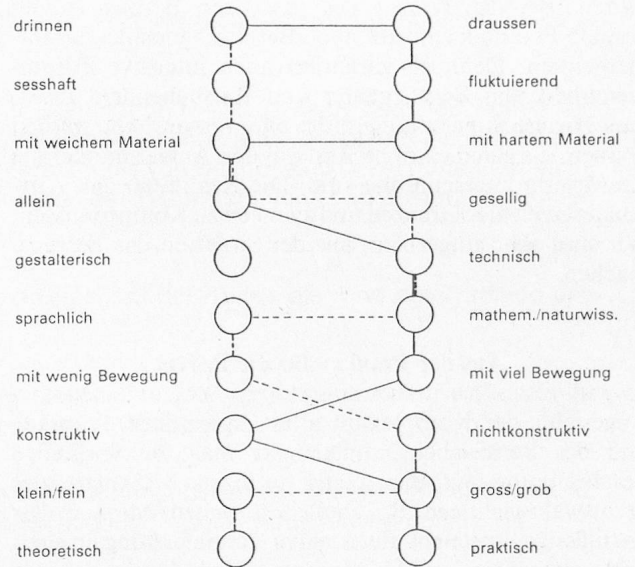 drinnen draussen
sesshaft fluktuierend
mit weichem Material mit hartem Material
allein gesellig
gestalterisch technisch
sprachlich mathem./naturwiss.
mit wenig Bewegung mit viel Bewegung
konstruktiv nichtkonstruktiv
klein/fein gross/grob
theoretisch praktisch